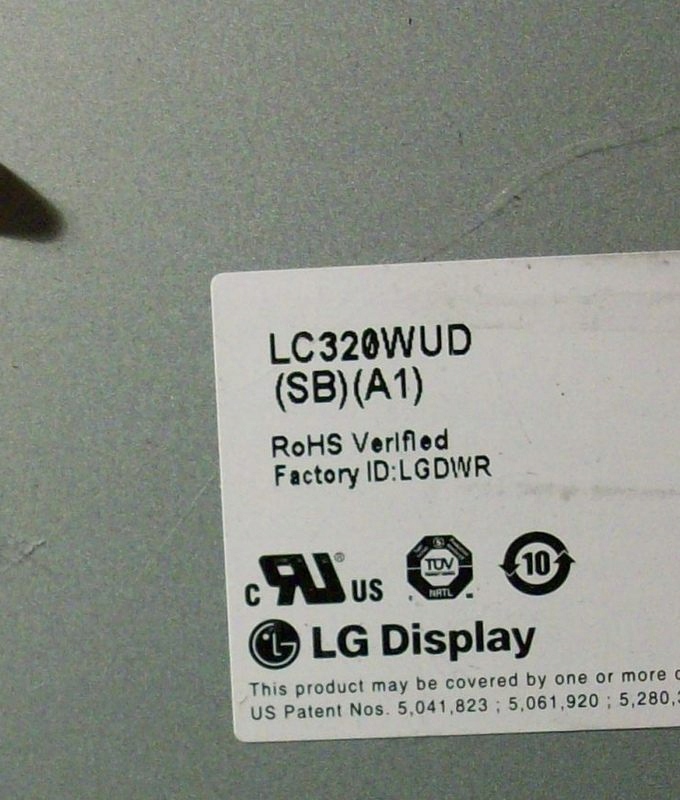 LC320WUD
(SB)(A1)
RoHS Verified
Factory ID:LGDWR
c RU ® US
TÜV
NRTL
10
LG Display
This product may be covered by one or more
US Patent Nos. 5,041,823 ; 5,061,920 ; 5,280,